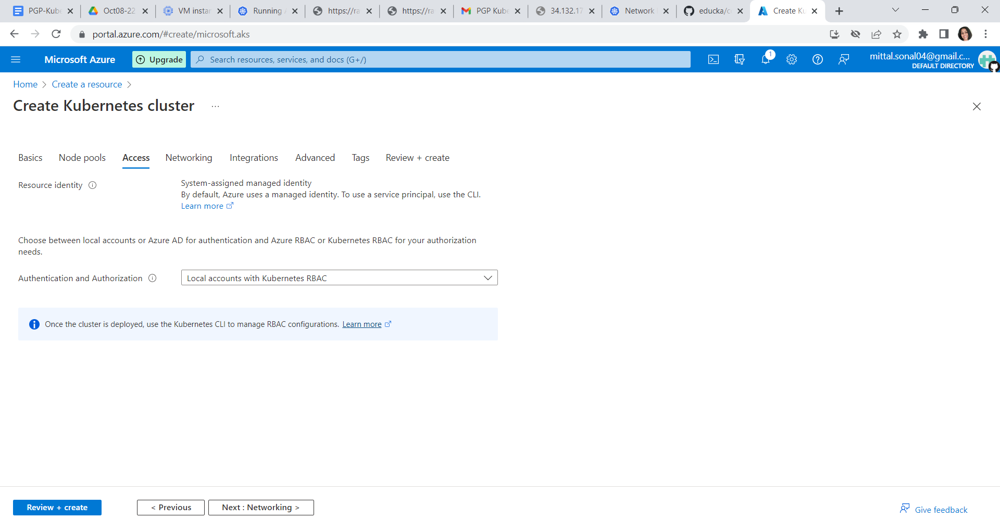 PGP-Kube
Oct08-22
VM instan
Running A
https://ra
https://ra
PGP Kube
34.132.17
Network
educka/co
Create Ku
portal.azure.com/#create/microsoft.aks
Microsoft Azure
Upgrade
Search resources, services, and docs (G+/)
1
mittal.sonal04@gmail.c...
DEFAULT DIRECTORY
Home > Create a resource >
Create Kubernetes cluster ...
Basics Node pools Access Networking Integrations Advanced Tags Review + create
Resource identity
System-assigned managed identity
By default, Azure uses a managed identity. To use a service principal, use the CLI.
Learn more
Choose between local accounts or Azure AD for authentication and Azure RBAC or Kubernetes RBAC for your authorization
needs.
Authentication and Authorization
Local accounts with Kubernetes RBAC
Once the cluster is deployed, use the Kubernetes CLI to manage RBAC configurations. Learn more
Review + create
< Previous
Next : Networking >
Give feedback